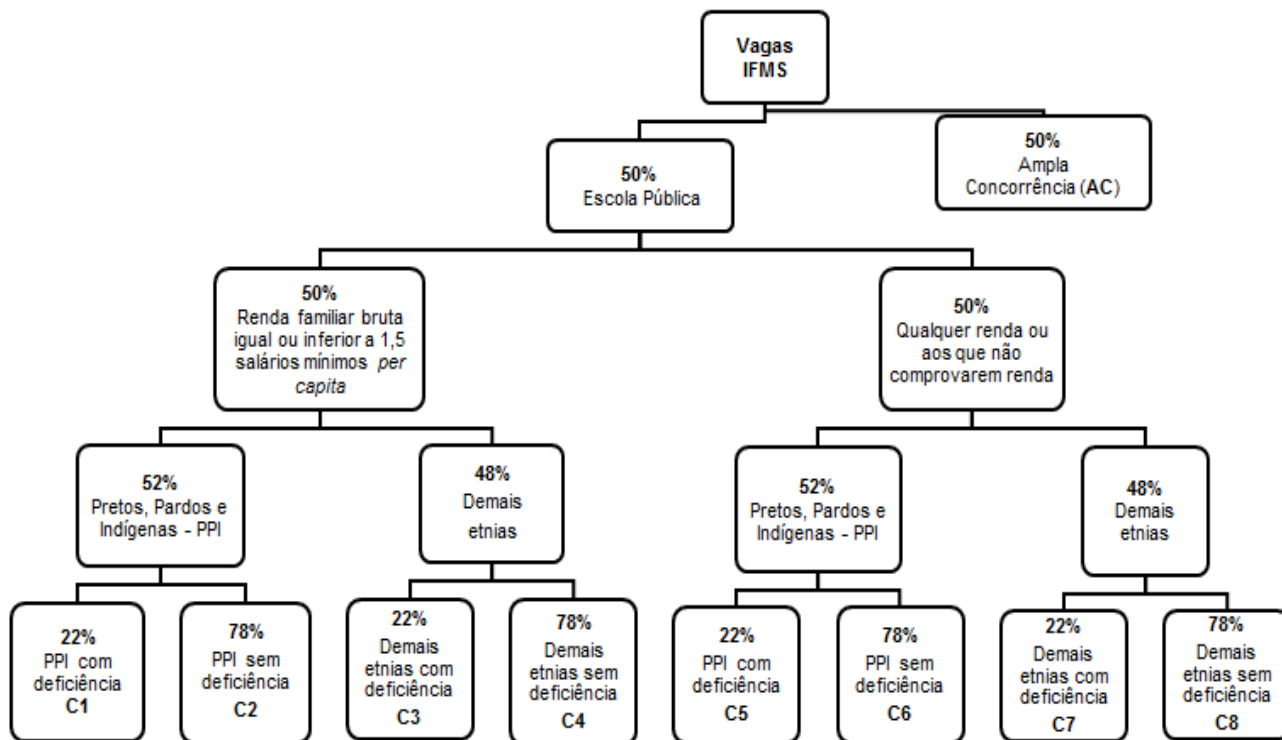 Vagas
IFMS
50%
Escola Pública
50%
Ampla
Concorrência (AC)
50%
Renda familiar bruta
igual ou inferior a 1,5
salários mínimos per
capita
50%
Qualquer renda ou
aos que não
comprovarem renda
52%
Pretos, Pardos e
Indígenas - PPI
48%
Demais
etnias
52%
Pretos, Pardos e
Indígenas - PPI
48%
Demais
etnias
22%
PPI com
deficiência
C1
78%
PPI sem
deficiência
C2
22%
Demais
etnias com
deficiência
C3
78%
Demais
etnias sem
deficiência
C4
22%
PPI com
deficiência
C5
78%
PPI sem
deficiência
C6
22%
Demais
etnias com
deficiência
C7
78%
Demais
etnias sem
deficiência
C8